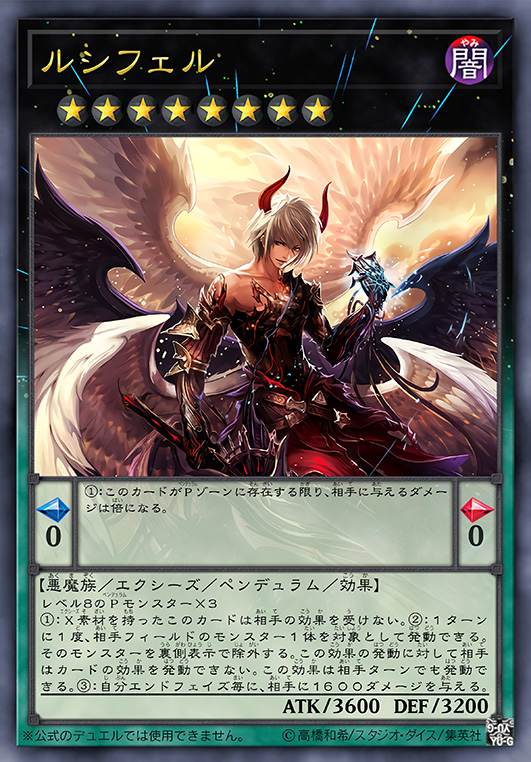 ルシフェル
闇
やみ
①:このカードがPゾーンに存在する限り、相手に与えるダメー
ジは倍になる。
0
0
【悪魔族/エクシーズ/ペンデュラム/効果】
レベル8のPモンスター×3
①:X素材を持ったこのカードは相手の効果を受けない。②:1ターン
に1度、相手フィールドのモンスター1体を対象として発動できる。
そのモンスターを裏側表示で除外する。この効果の発動に対して相手
はカードの効果を発動できない。この効果は相手ターンでも発動で
きる。③:自分エンドフェイズ毎に、相手に1600ダメージを与える。
ATK/3600 DEF/3200
※公式のデュエルでは使用できません。 ©高橋和希/スタジオ・ダイス/集英社